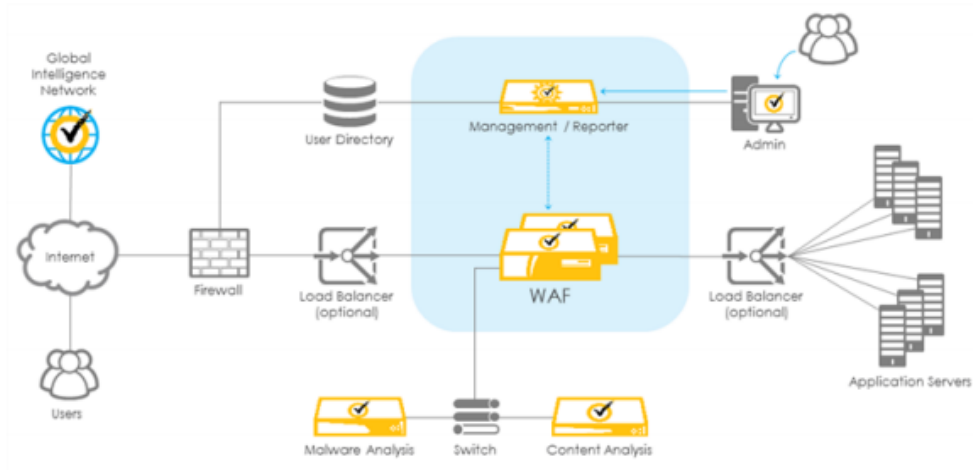 Global
Intelligence
Network
User Directory
Management / Reporter
Admin
Internet
Firewall
Load Balancer
(optional)
WAF
Load Balancer
(optional)
Application Servers
Users
Malware Analysis
Switch
Content Analysis